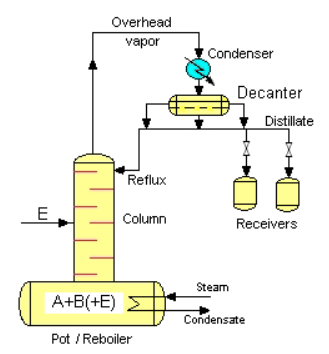 Overhead
vapor
Condenser
Decanter
Distillate
Reflux
E
Column
Receivers
A+B(+E)
Steam
Condensate
Pot / Reboiler